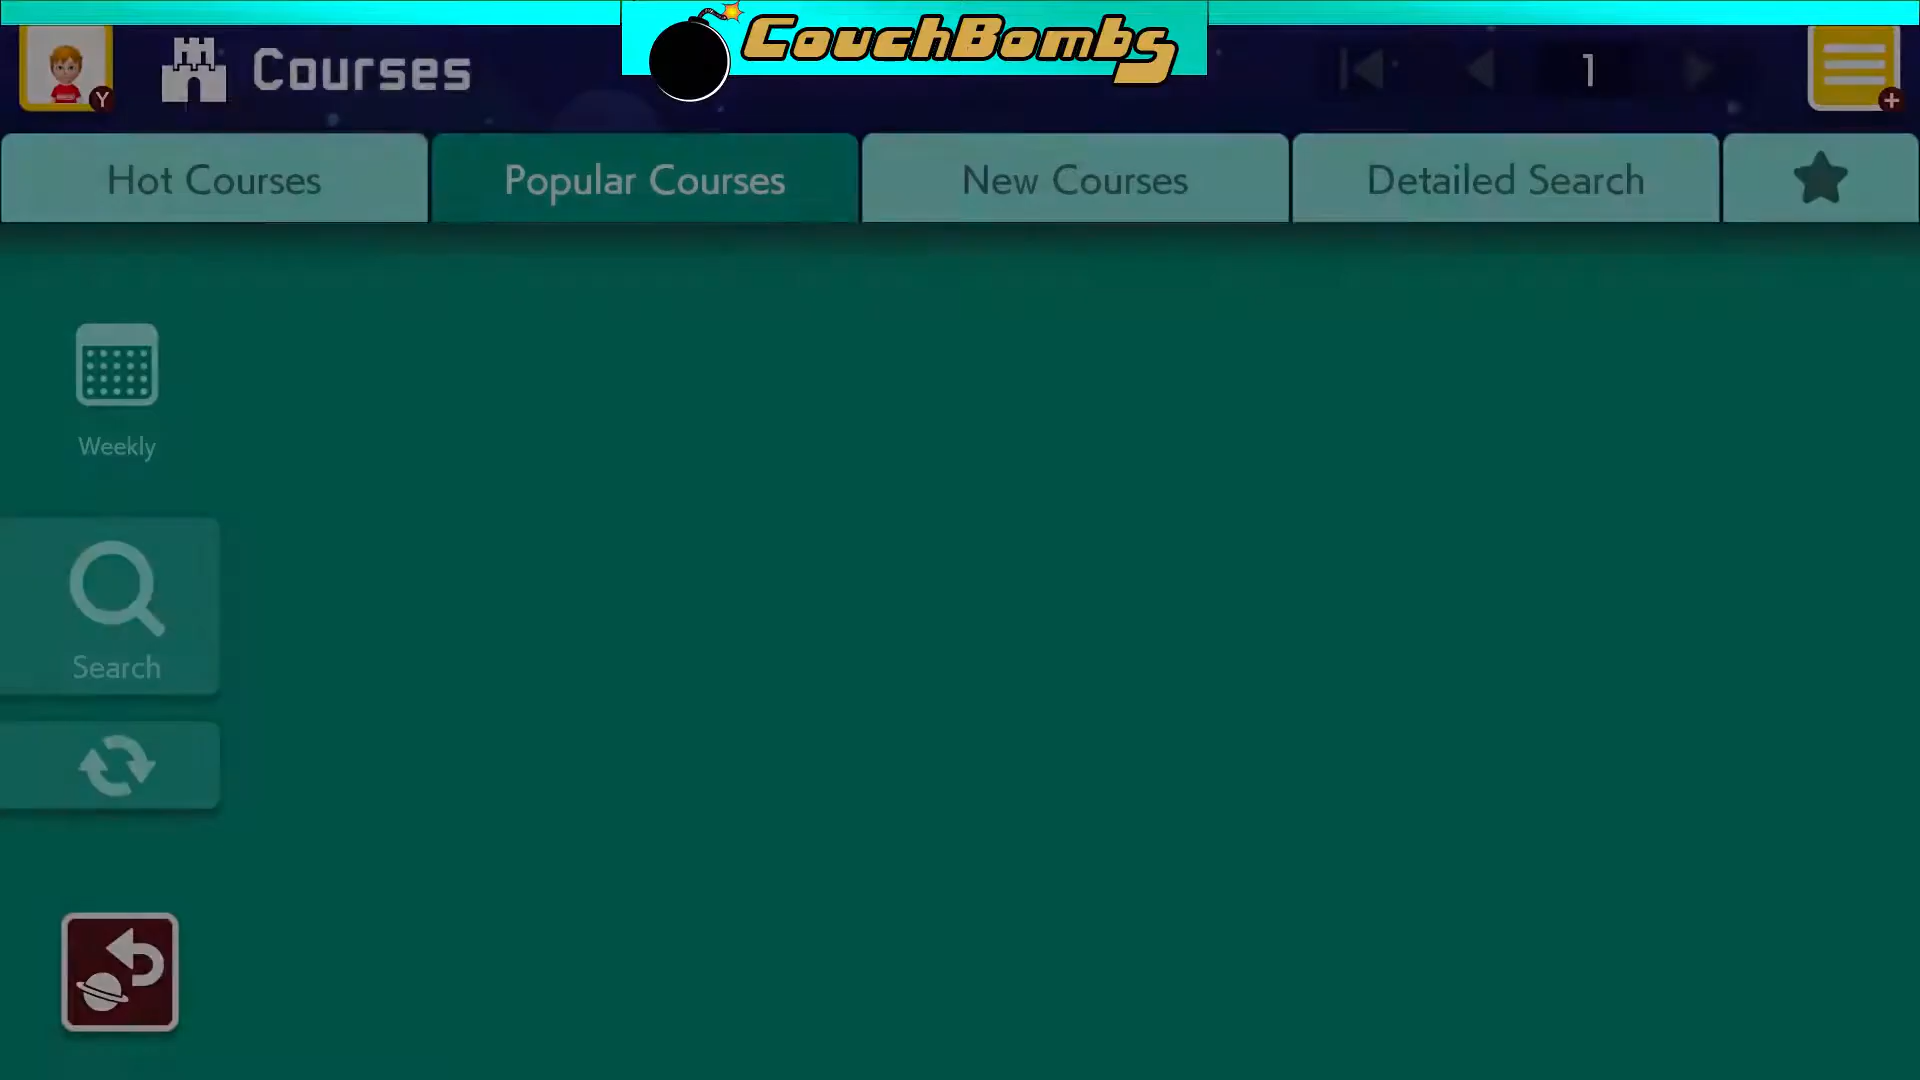 CouchBombs
Courses
1
Y
+
Hot Courses
Popular Courses
New Courses
Detailed Search
Weekly
Search